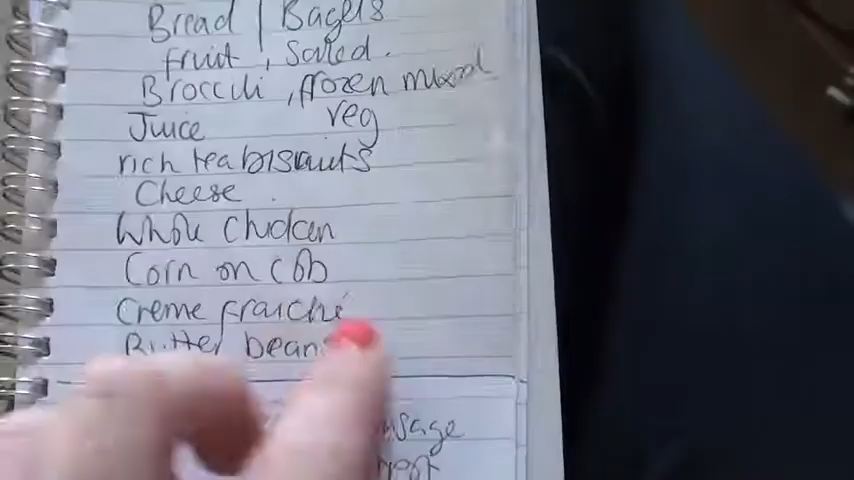 Bread / Bagels
fruit, salad.
Broccli, frozen mixed
Juice veg
rich tea biscuits
Cheese.
Whole chicken
Corn on cob
Creme fraiche
Butter beans